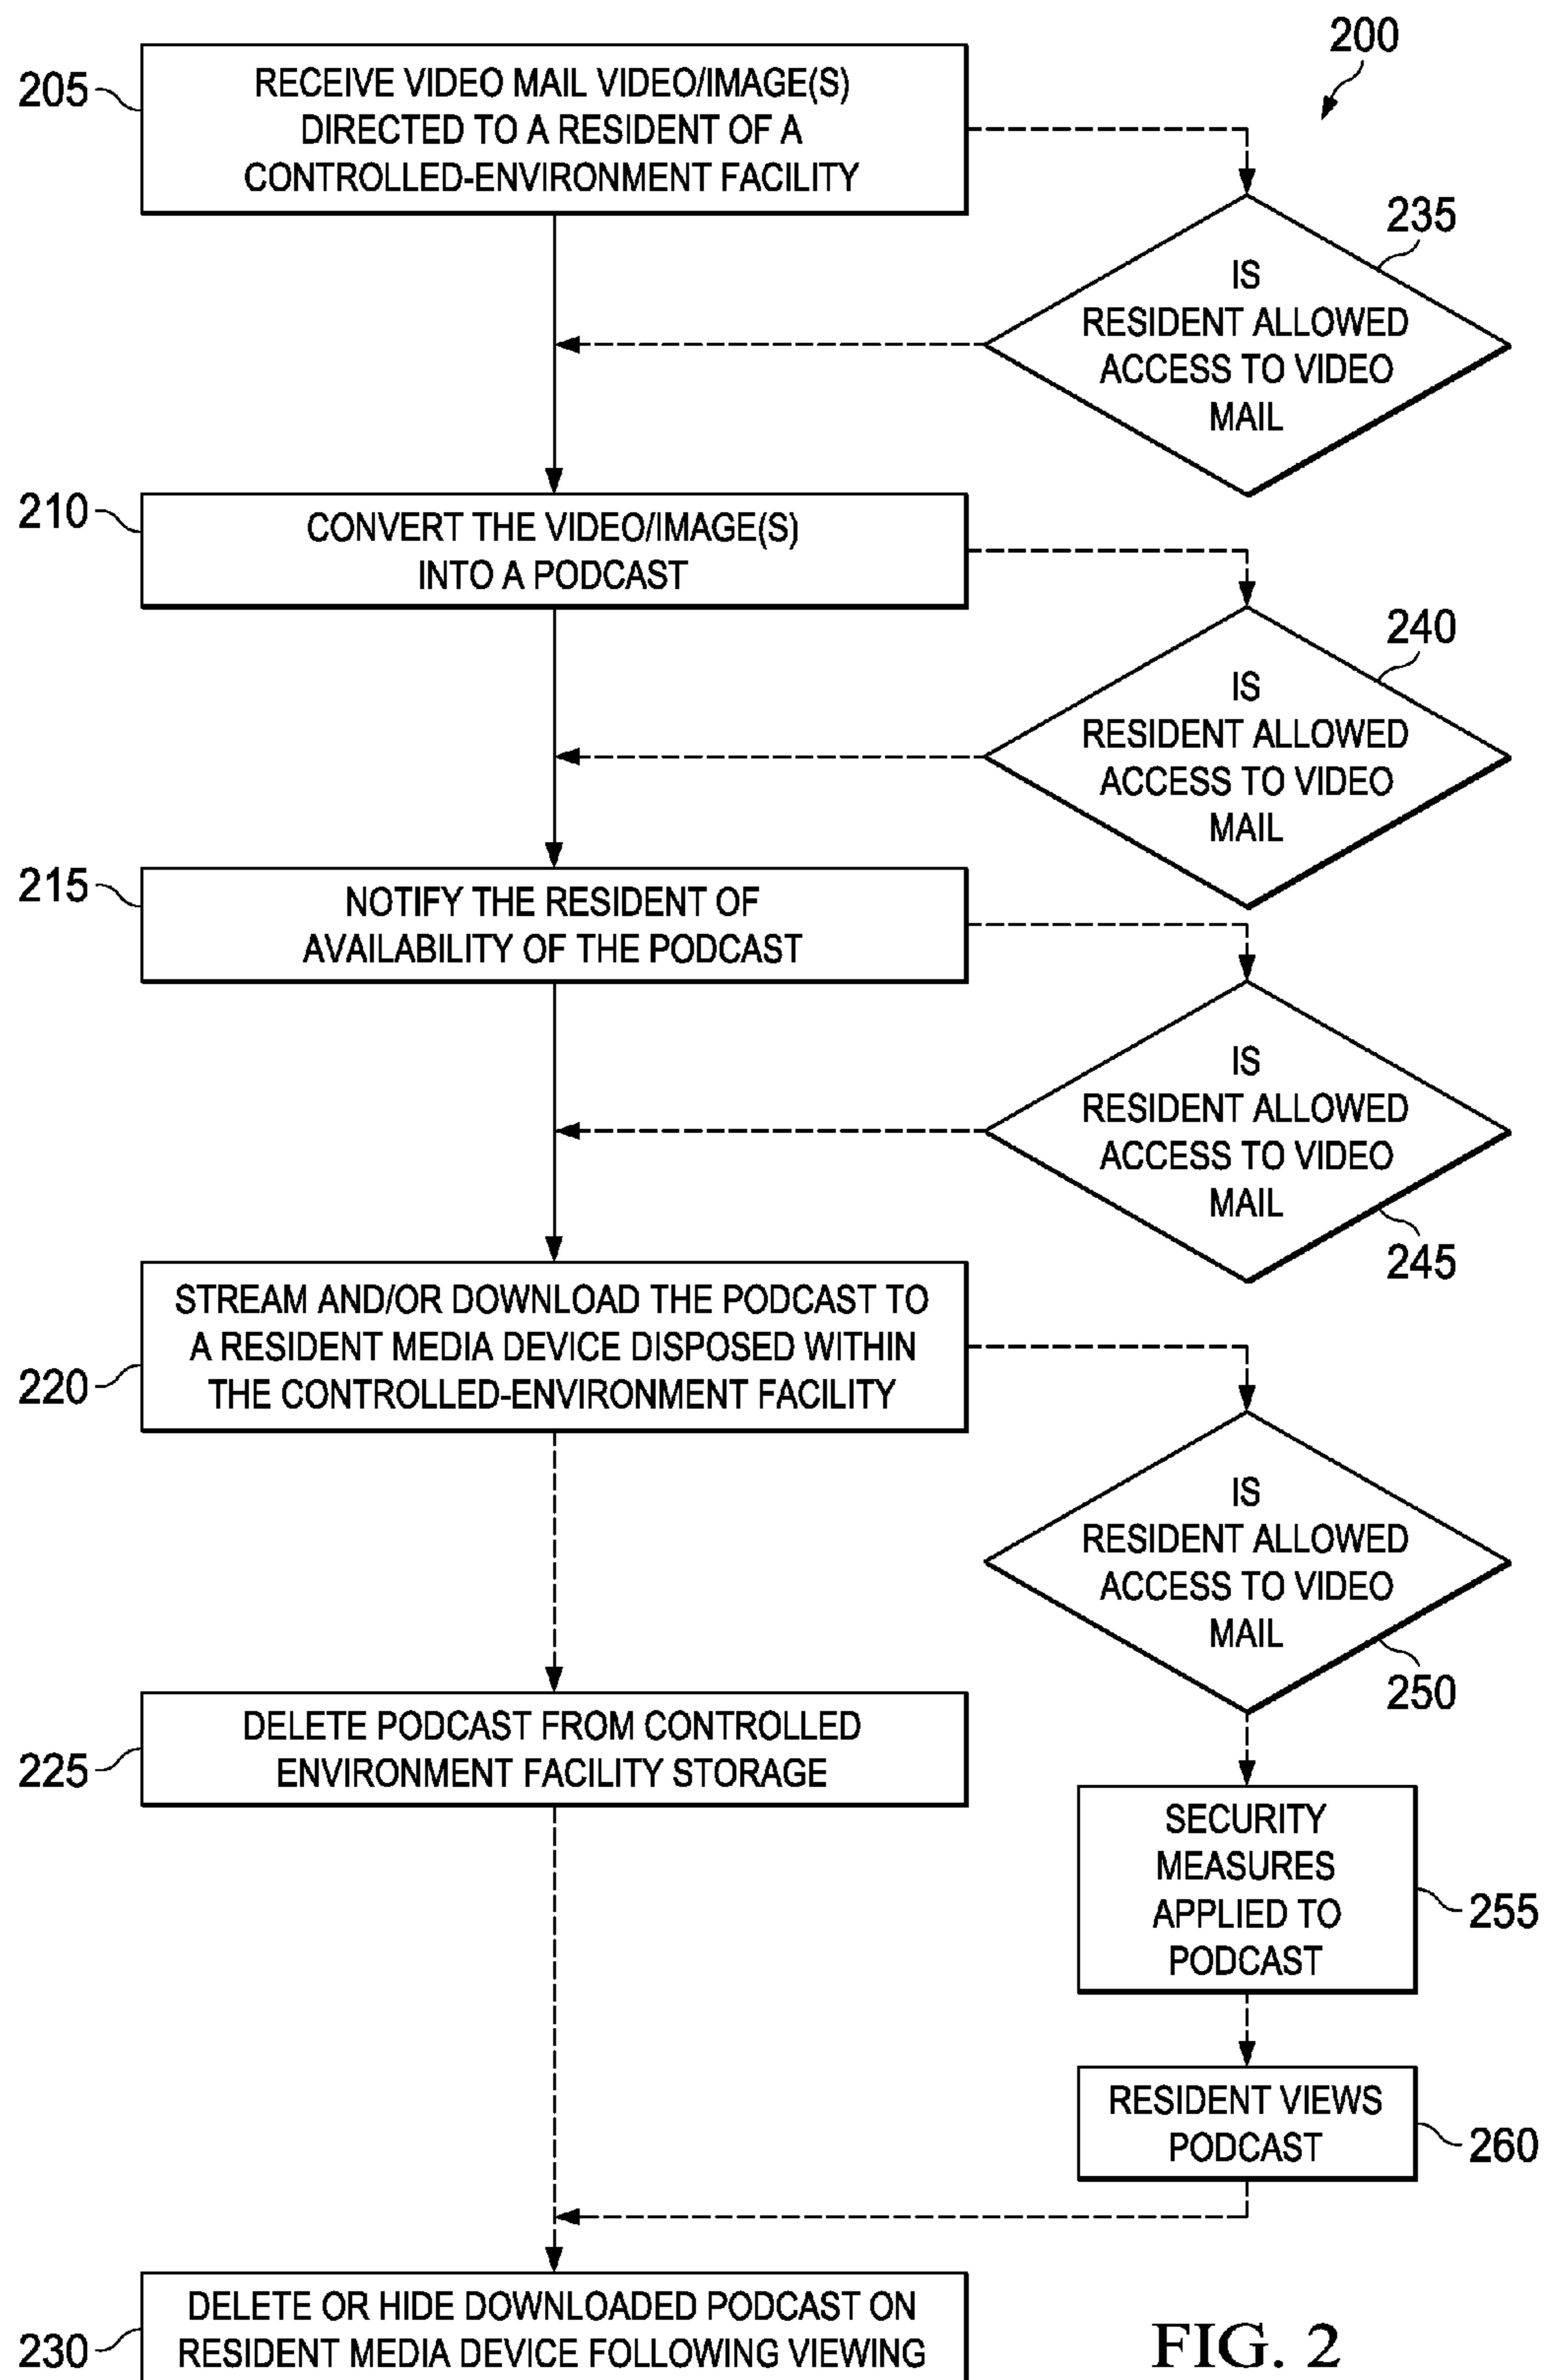 200
205
RECEIVE VIDEO MAIL VIDEO/IMAGE(S)
DIRECTED TO A RESIDENT OF A
CONTROLLED-ENVIRONMENT FACILITY
235
IS
RESIDENT ALLOWED
ACCESS TO VIDEO
MAIL
210
CONVERT THE VIDEO/IMAGE(S)
INTO A PODCAST
240
IS
RESIDENT ALLOWED
ACCESS TO VIDEO
MAIL
215
NOTIFY THE RESIDENT OF
AVAILABILITY OF THE PODCAST
IS
RESIDENT ALLOWED
ACCESS TO VIDEO
MAIL
245
220
STREAM AND/OR DOWNLOAD THE PODCAST TO
A RESIDENT MEDIA DEVICE DISPOSED WITHIN
THE CONTROLLED-ENVIRONMENT FACILITY
IS
RESIDENT ALLOWED
ACCESS TO VIDEO
MAIL
250
225
DELETE PODCAST FROM CONTROLLED
ENVIRONMENT FACILITY STORAGE
SECURITY
MEASURES
APPLIED TO
PODCAST
255
RESIDENT VIEWS
PODCAST
260
230
DELETE OR HIDE DOWNLOADED PODCAST ON
RESIDENT MEDIA DEVICE FOLLOWING VIEWING
FIG. 2